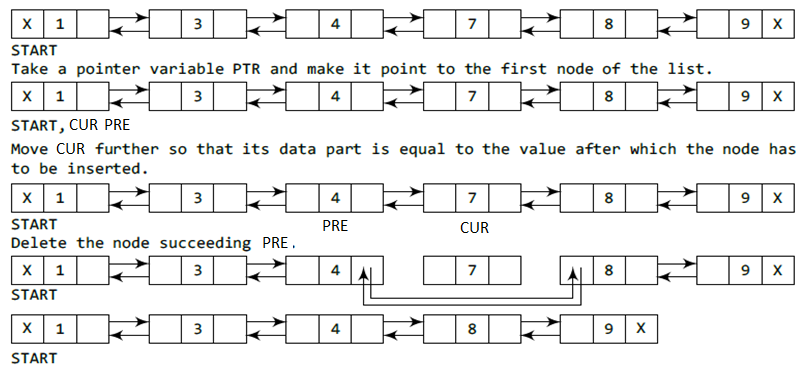 X 1 3 4 7 8 9 X
START
Take a pointer variable PTR and make it point to the first node of the list.
X 1 3 4 7 8 9 X
START, CUR PRE
Move CUR further so that its data part is equal to the value after which the node has
to be inserted.
X 1 3 4 7 8 9 X
START PRE CUR
Delete the node succeeding PRE.
X 1 3 4 7 8 9 X
START
X 1 3 4 8 9 X
START